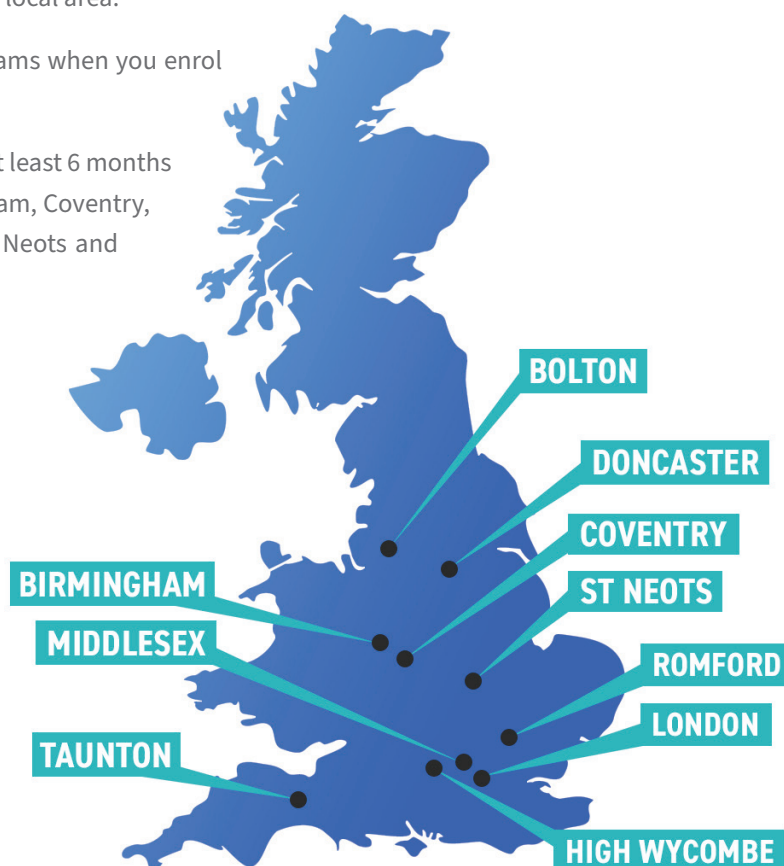 local area.
ams when you enrol
t least 6 months
am, Coventry,
Neots and
BOLTON
DONCASTER
COVENTRY
BIRMINGHAM
ST NEOTS
MIDDLESEX
ROMFORD
LONDON
TAUNTON
HIGH WYCOMBE